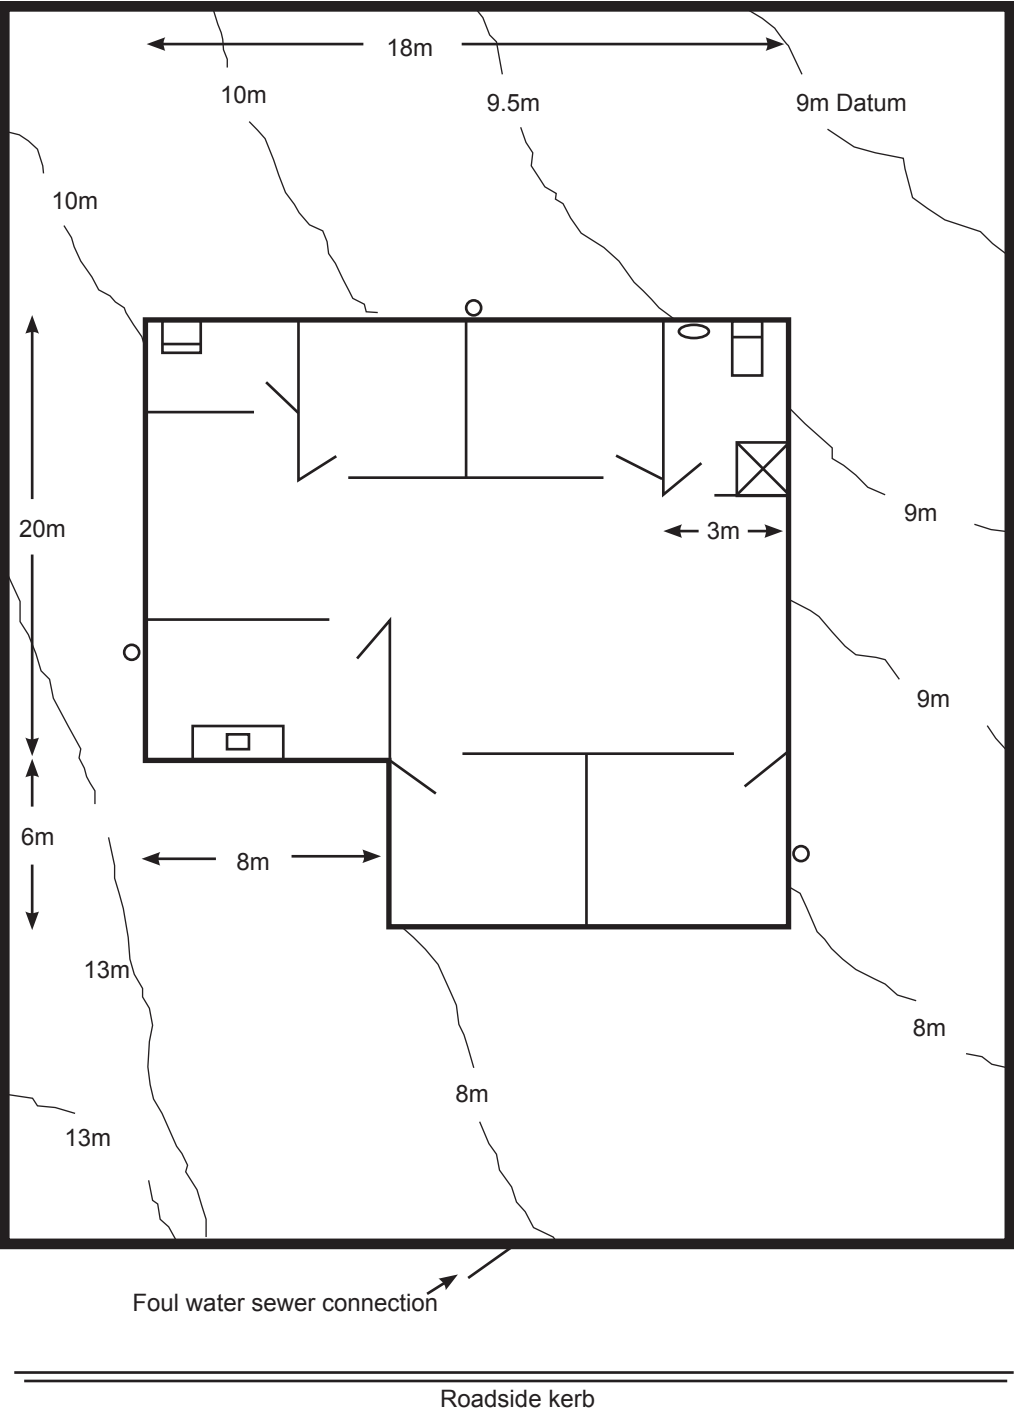 18m
10m
9.5m
9m Datum
10m
20m
3m
9m
9m
6m
8m
13m
8m
8m
13m
Foul water sewer connection
Roadside kerb